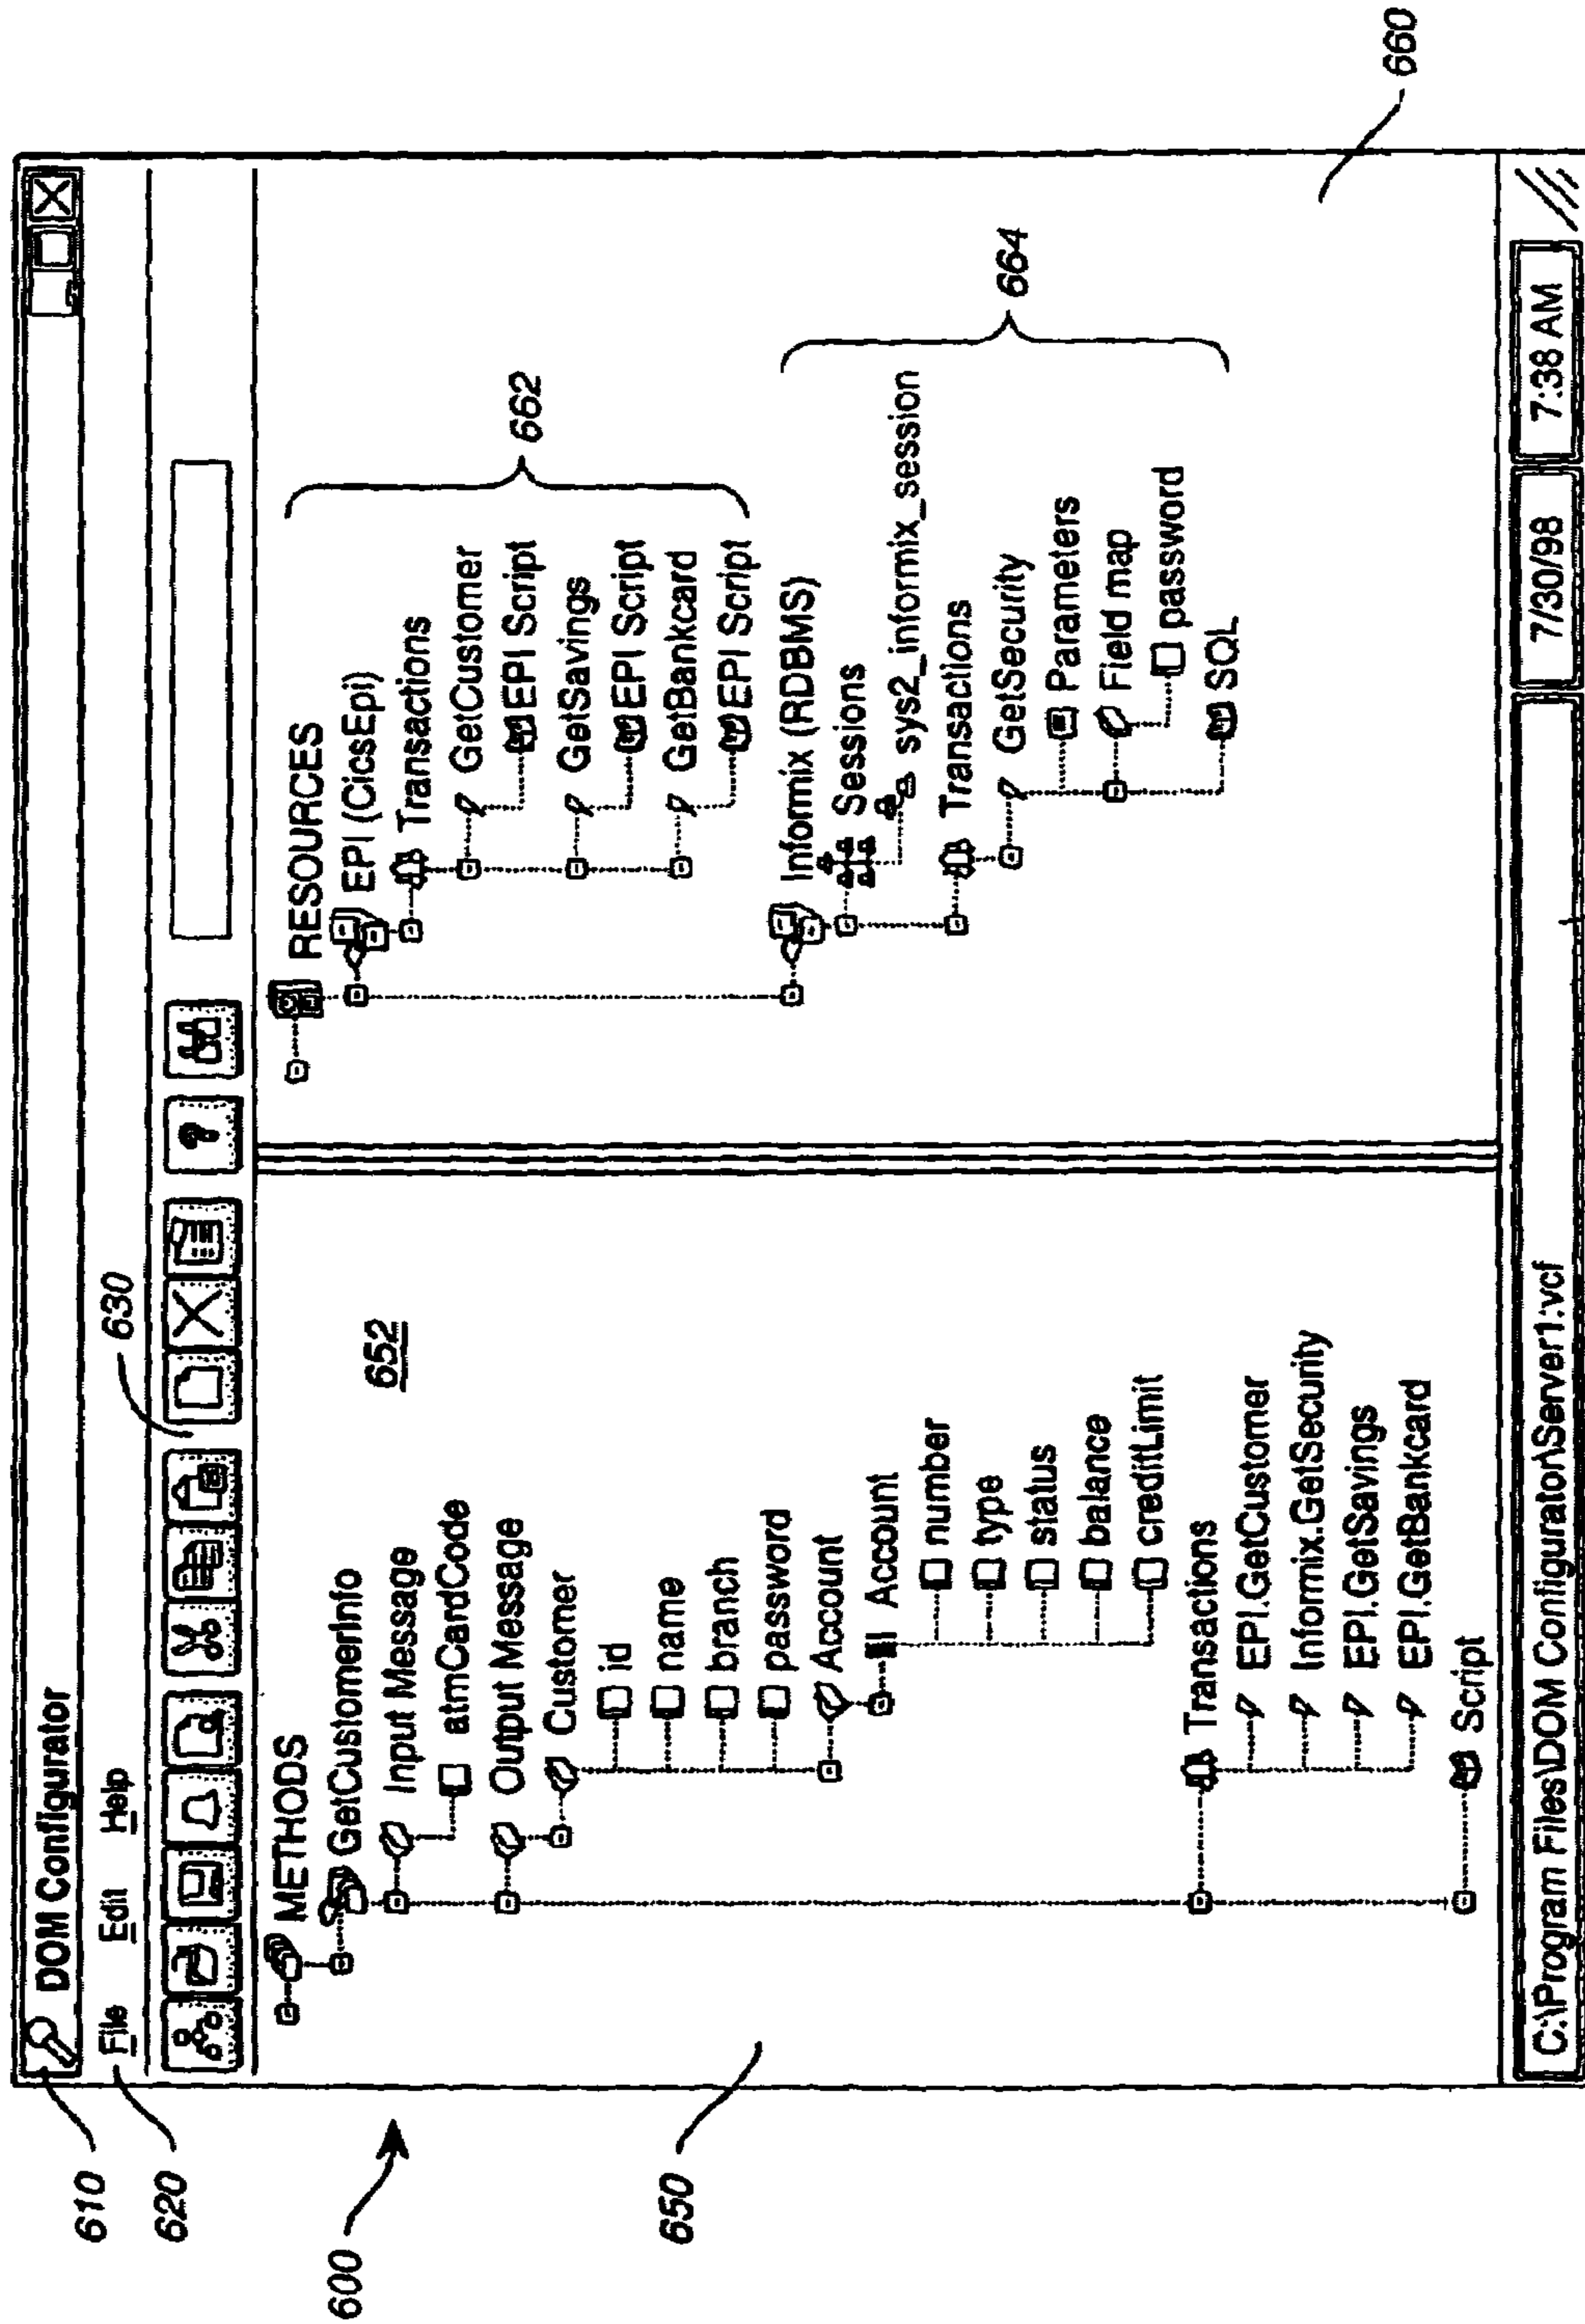 610
DOM Configurator
620
File Edit Help
630
600
650
METHODS
GetCustomerInfo
652
Input Message
atmCardCode
Output Message
Customer
id
name
branch
password
Account
Account
number
type
status
balance
creditLimit
Transactions
EPI.GetCustomer
Informix.GetSecurity
EPI.GetSavings
EPI.GetBankcard
Script
RESOURCES
EPI (CicsEpi)
Transactions
GetCustomer
EPI Script
GetSavings
EPI Script
GetBankcard
EPI Script
662
Informix (RDBMS)
Sessions
sys2_informix_session
Transactions
GetSecurity
Parameters
Field map
password
SQL
664
660
C:\Program Files\DOM Configurator\Server1:vcf 7/30/98 7:38 AM